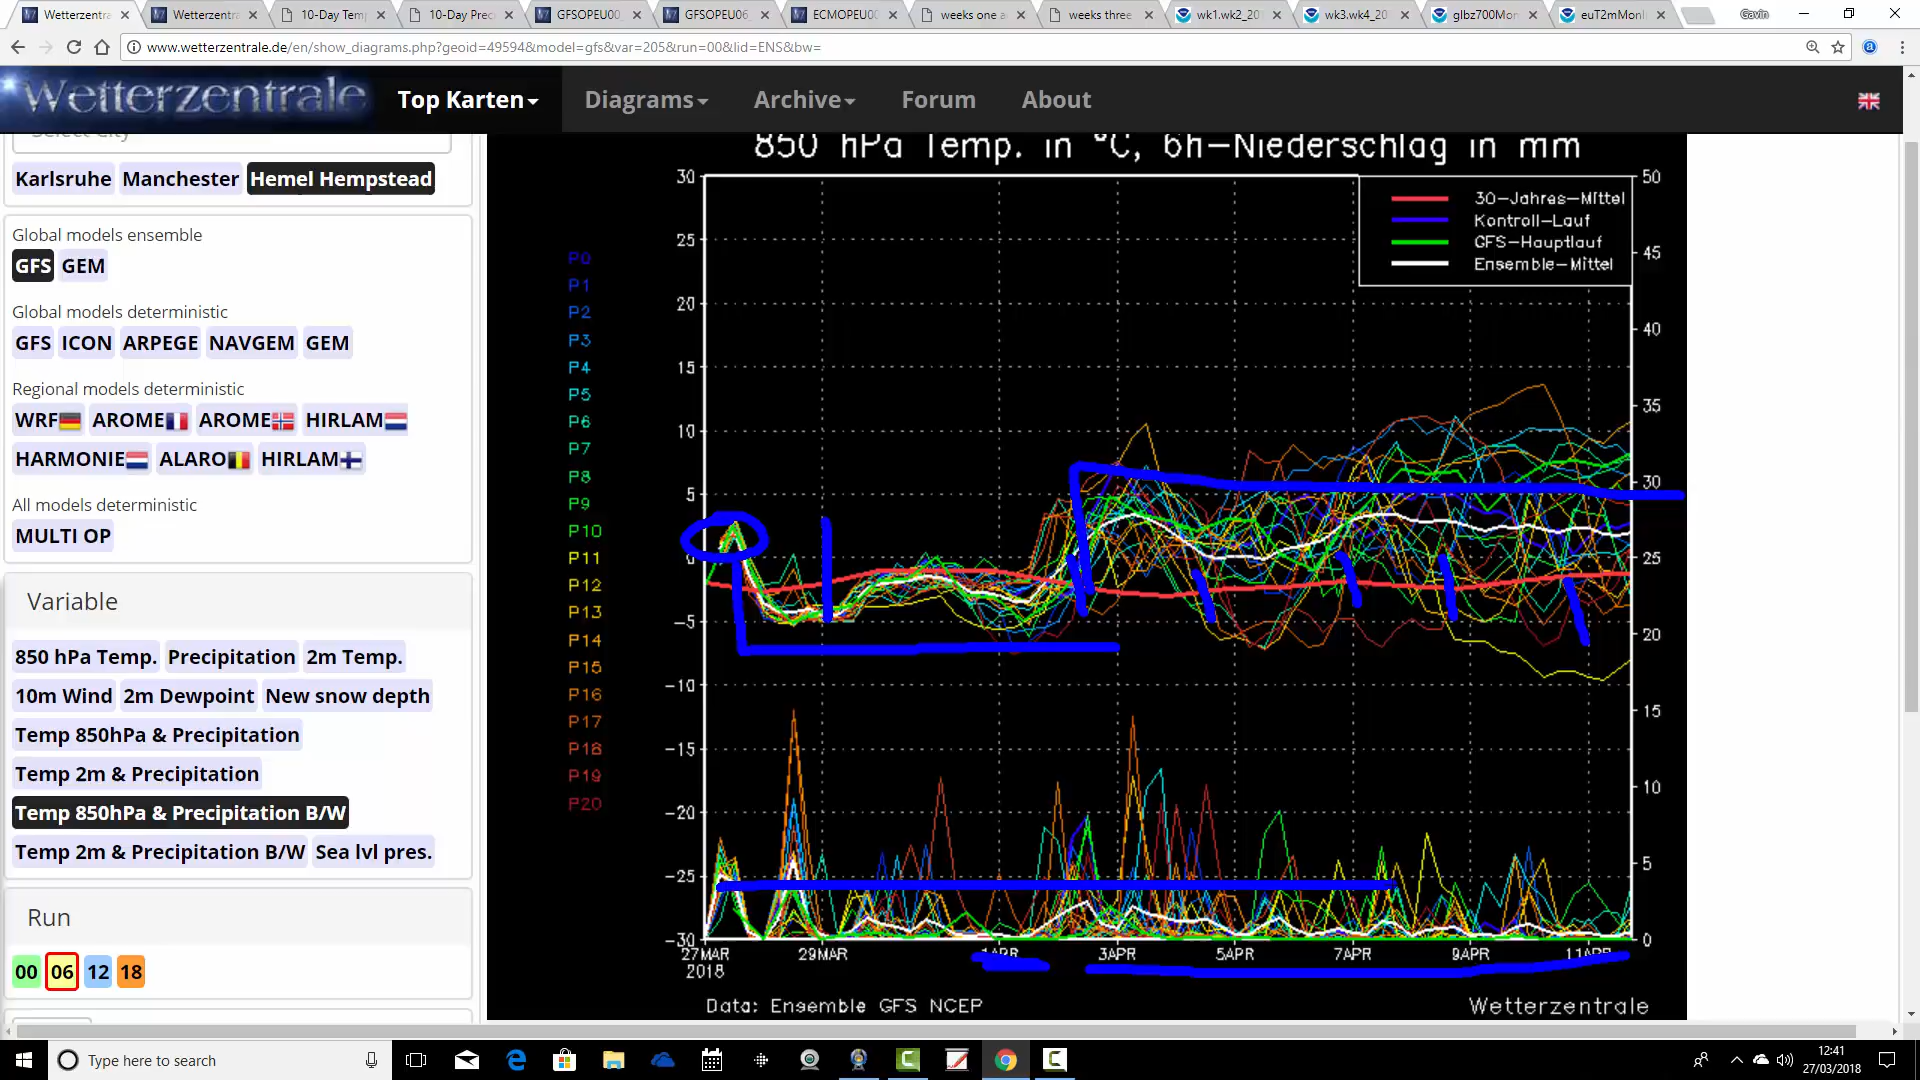 Wetterzentra
Wetterzentr
10-Day Tem
10-Day Prec
GFSOPEU00
GFSOPEU06
ECMOPEU00
weeks one a
weeks three
wk1.wk2_20
wk3.wk4_20
glbz700Mon
euT2mMonI
Gavin
www.wetterzentrale.de/en/show_diagrams.php?geoid=49594&model=gfs&var=205&run=00&lid=ENS&bw=
Wetterzentrale
Top Karten
Diagrams
Archive
Forum
About
Select City
Karlsruhe Manchester Hemel Hempstead
Global models ensemble
GFS GEM
Global models deterministic
GFS ICON ARPEGE NAVGEM GEM
Regional models deterministic
WRF AROME AROME HIRLAM
HARMONIE ALARO HIRLAM
All models deterministic
MULTI OP
Variable
850 hPa Temp. Precipitation 2m Temp.
10m Wind 2m Dewpoint New snow depth
Temp 850hPa & Precipitation
Temp 2m & Precipitation
Temp 850hPa & Precipitation B/W
Temp 2m & Precipitation B/W Sea lvl pres.
Run
00 06 12 18
850 hPa Temp. in °C, 6h-Niederschlag in mm
30-Jahres-Mittel
Kontroll-Lauf
GFS-Hauptlauf
Ensemble-Mittel
P0
P1
P2
P3
P4
P5
P6
P7
P8
P9
P10
P11
P12
P13
P14
P15
P16
P17
P18
P19
P20
30
25
20
15
10
5
0
-5
-10
-15
-20
-25
-30
50
45
40
35
30
25
20
15
10
5
0
27MAR 29MAR 1APR 3APR 5APR 7APR 9APR 11APR
2018
Data: Ensemble GFS NCEP
Wetterzentrale
Type here to search
12:41
27/03/2018